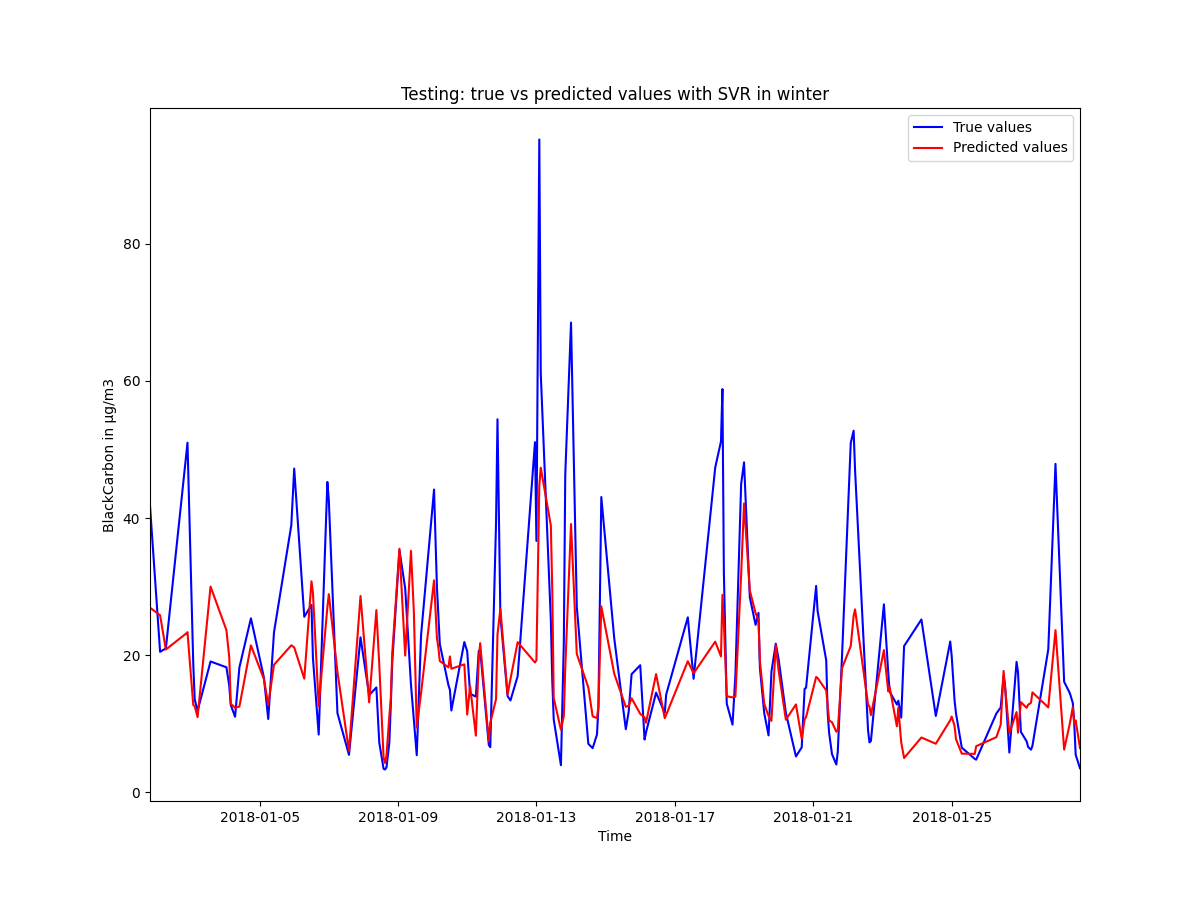 Testing: true vs predicted values with SVR in winter
True values
Predicted values
BlackCarbon in µg/m3
80
60
40
20
0
2018-01-05 2018-01-09 2018-01-13 2018-01-17 2018-01-21 2018-01-25
Time